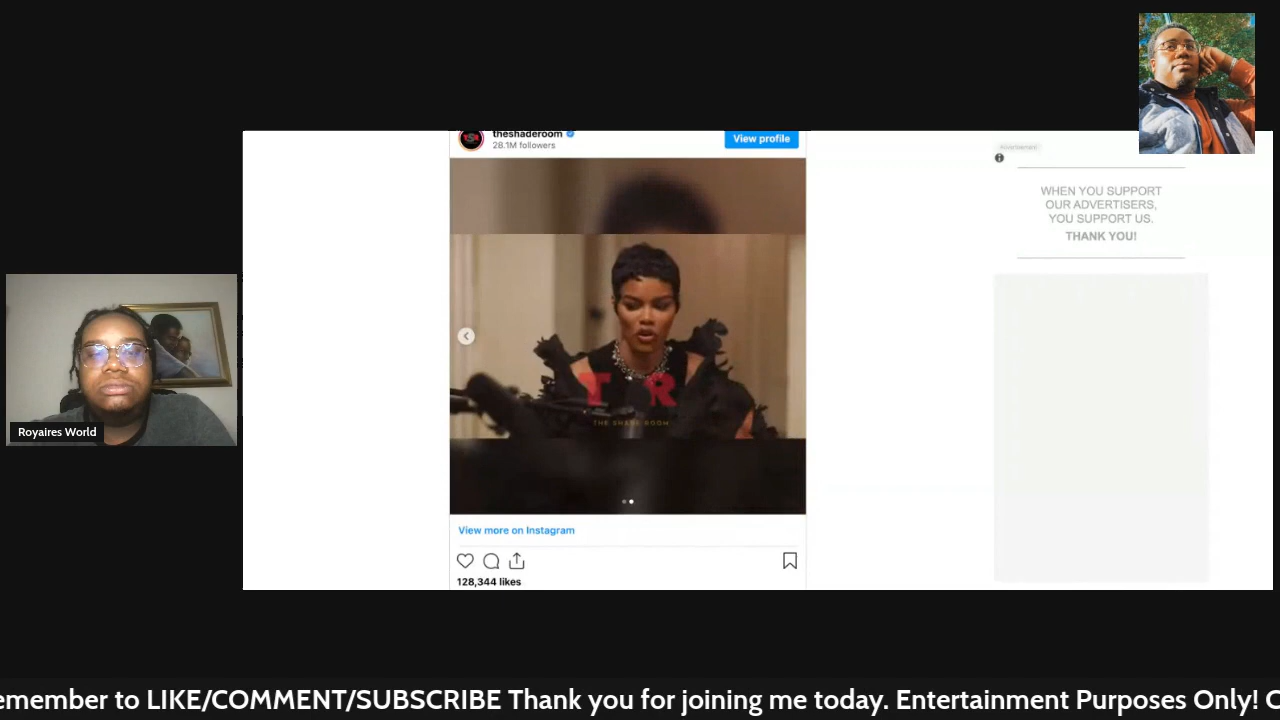 theshaderoom
28.1M followers
View profile
Advertisement
WHEN YOU SUPPORT
OUR ADVERTISERS,
YOU SUPPORT US.
THANK YOU!
T R
THE SHADE ROOM
View more on Instagram
128,344 likes
Royaires World
emember to LIKE/COMMENT/SUBSCRIBE Thank you for joining me today. Entertainment Purposes Only! C